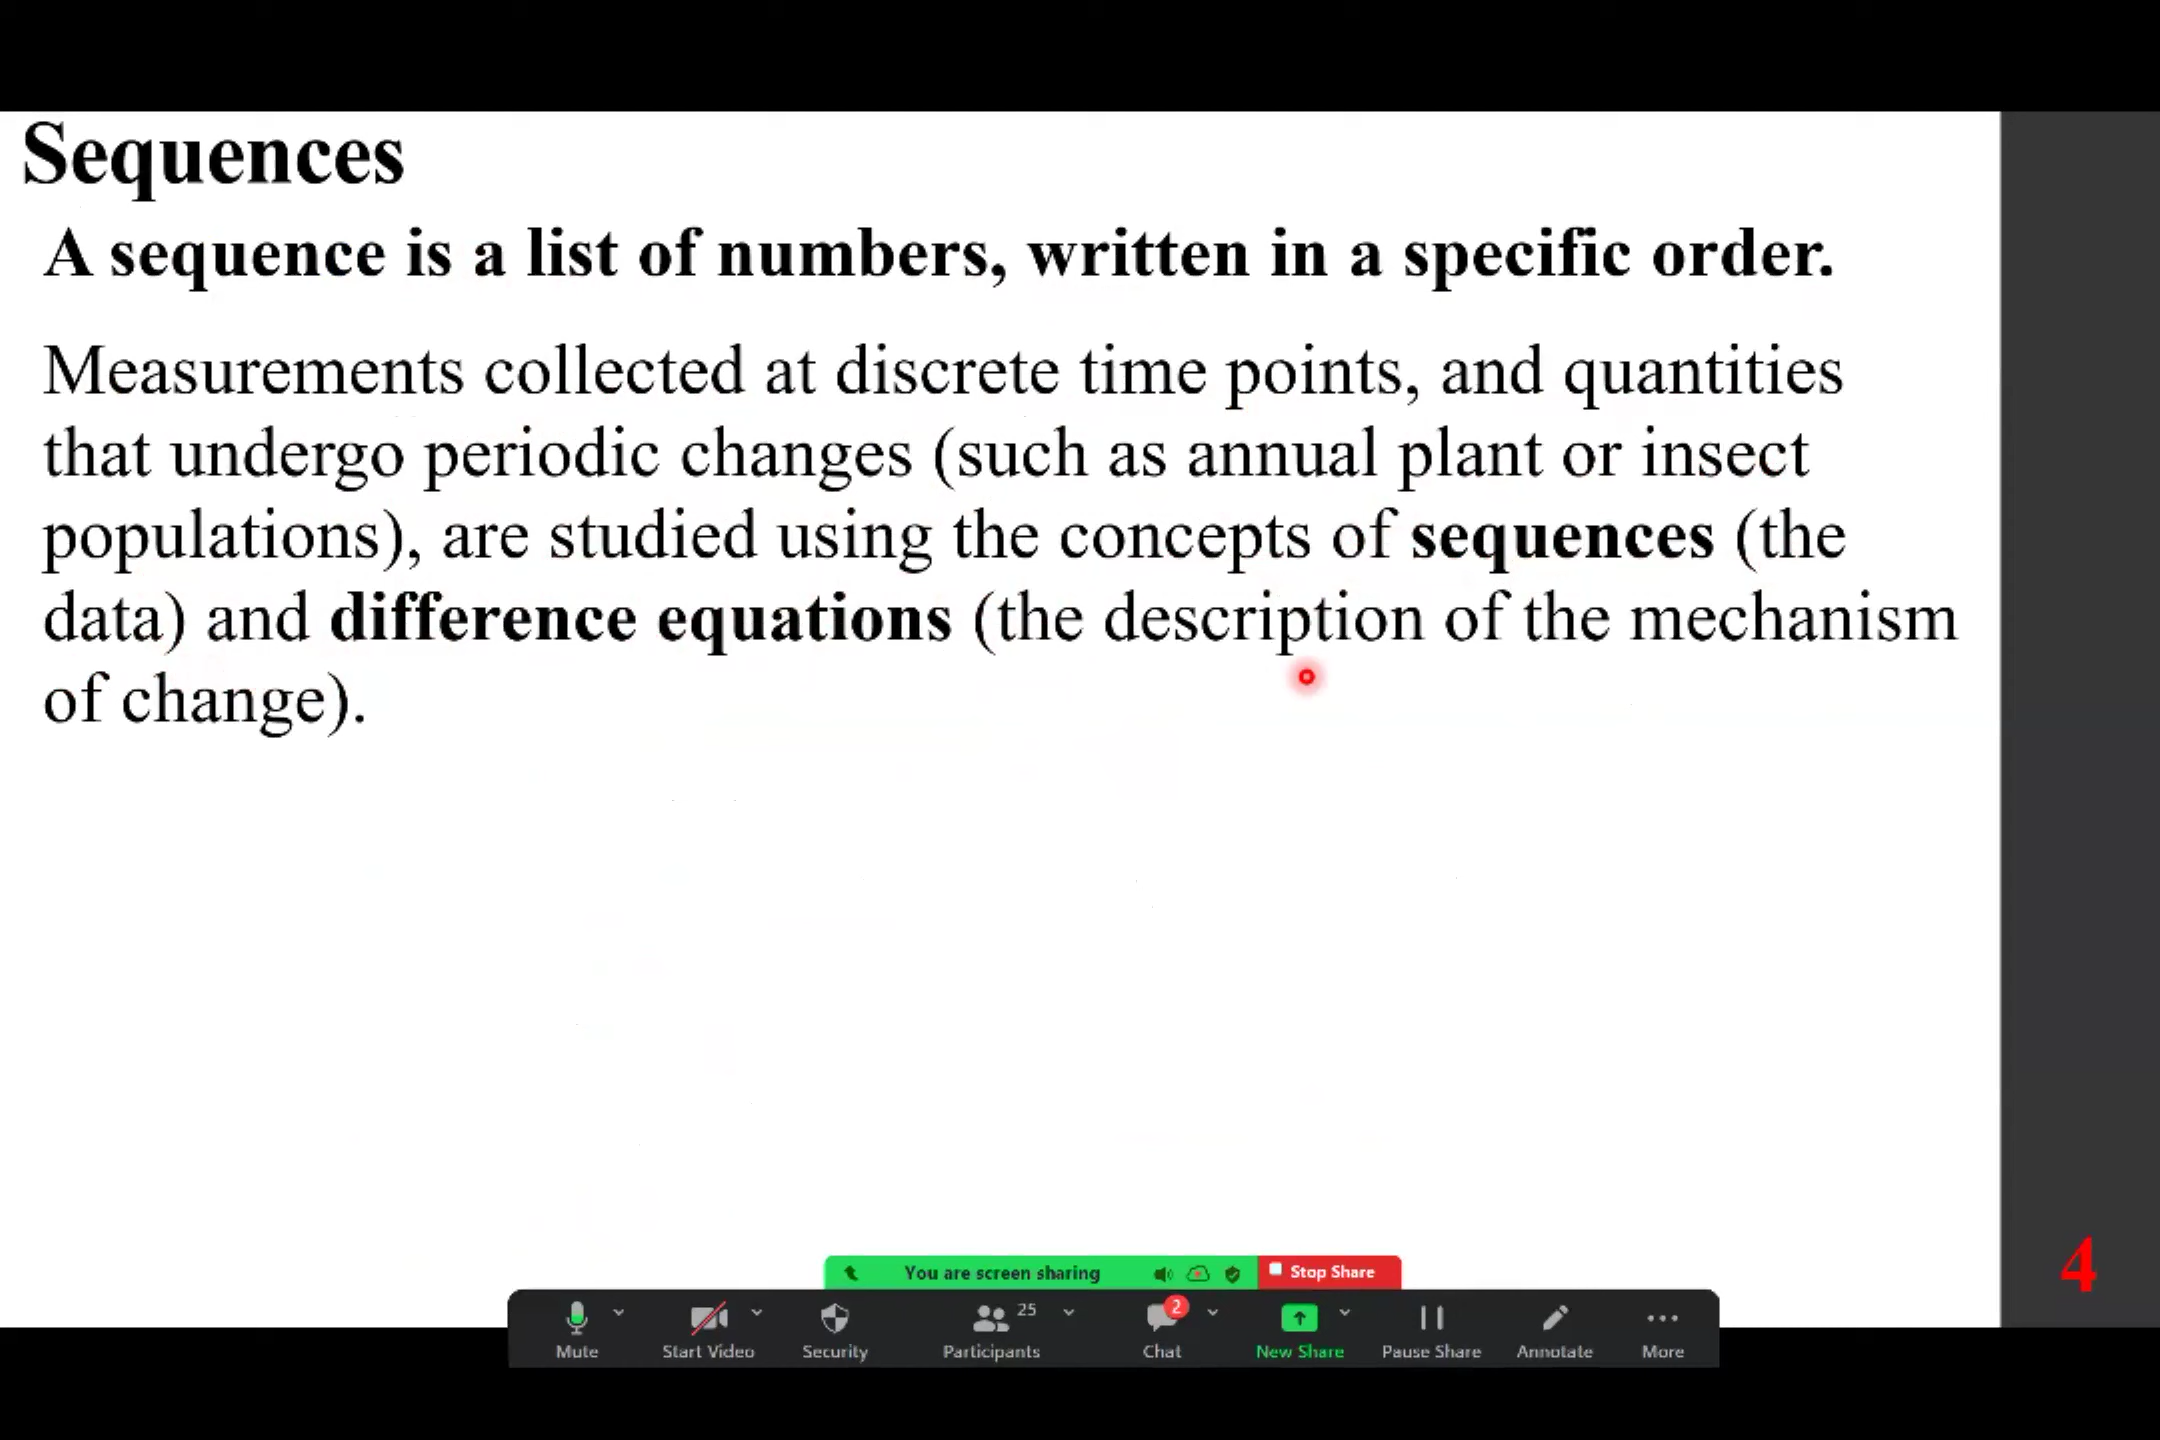 Sequences
A sequence is a list of numbers, written in a specific order.
Measurements collected at discrete time points, and quantities
that undergo periodic changes (such as annual plant or insect
populations), are studied using the concepts of sequences (the
data) and difference equations (the description of the mechanism
of change).
4
You are screen sharing Stop Share
25 2
Mute Start Video Security Participants Chat New Share Pause Share Annotate More